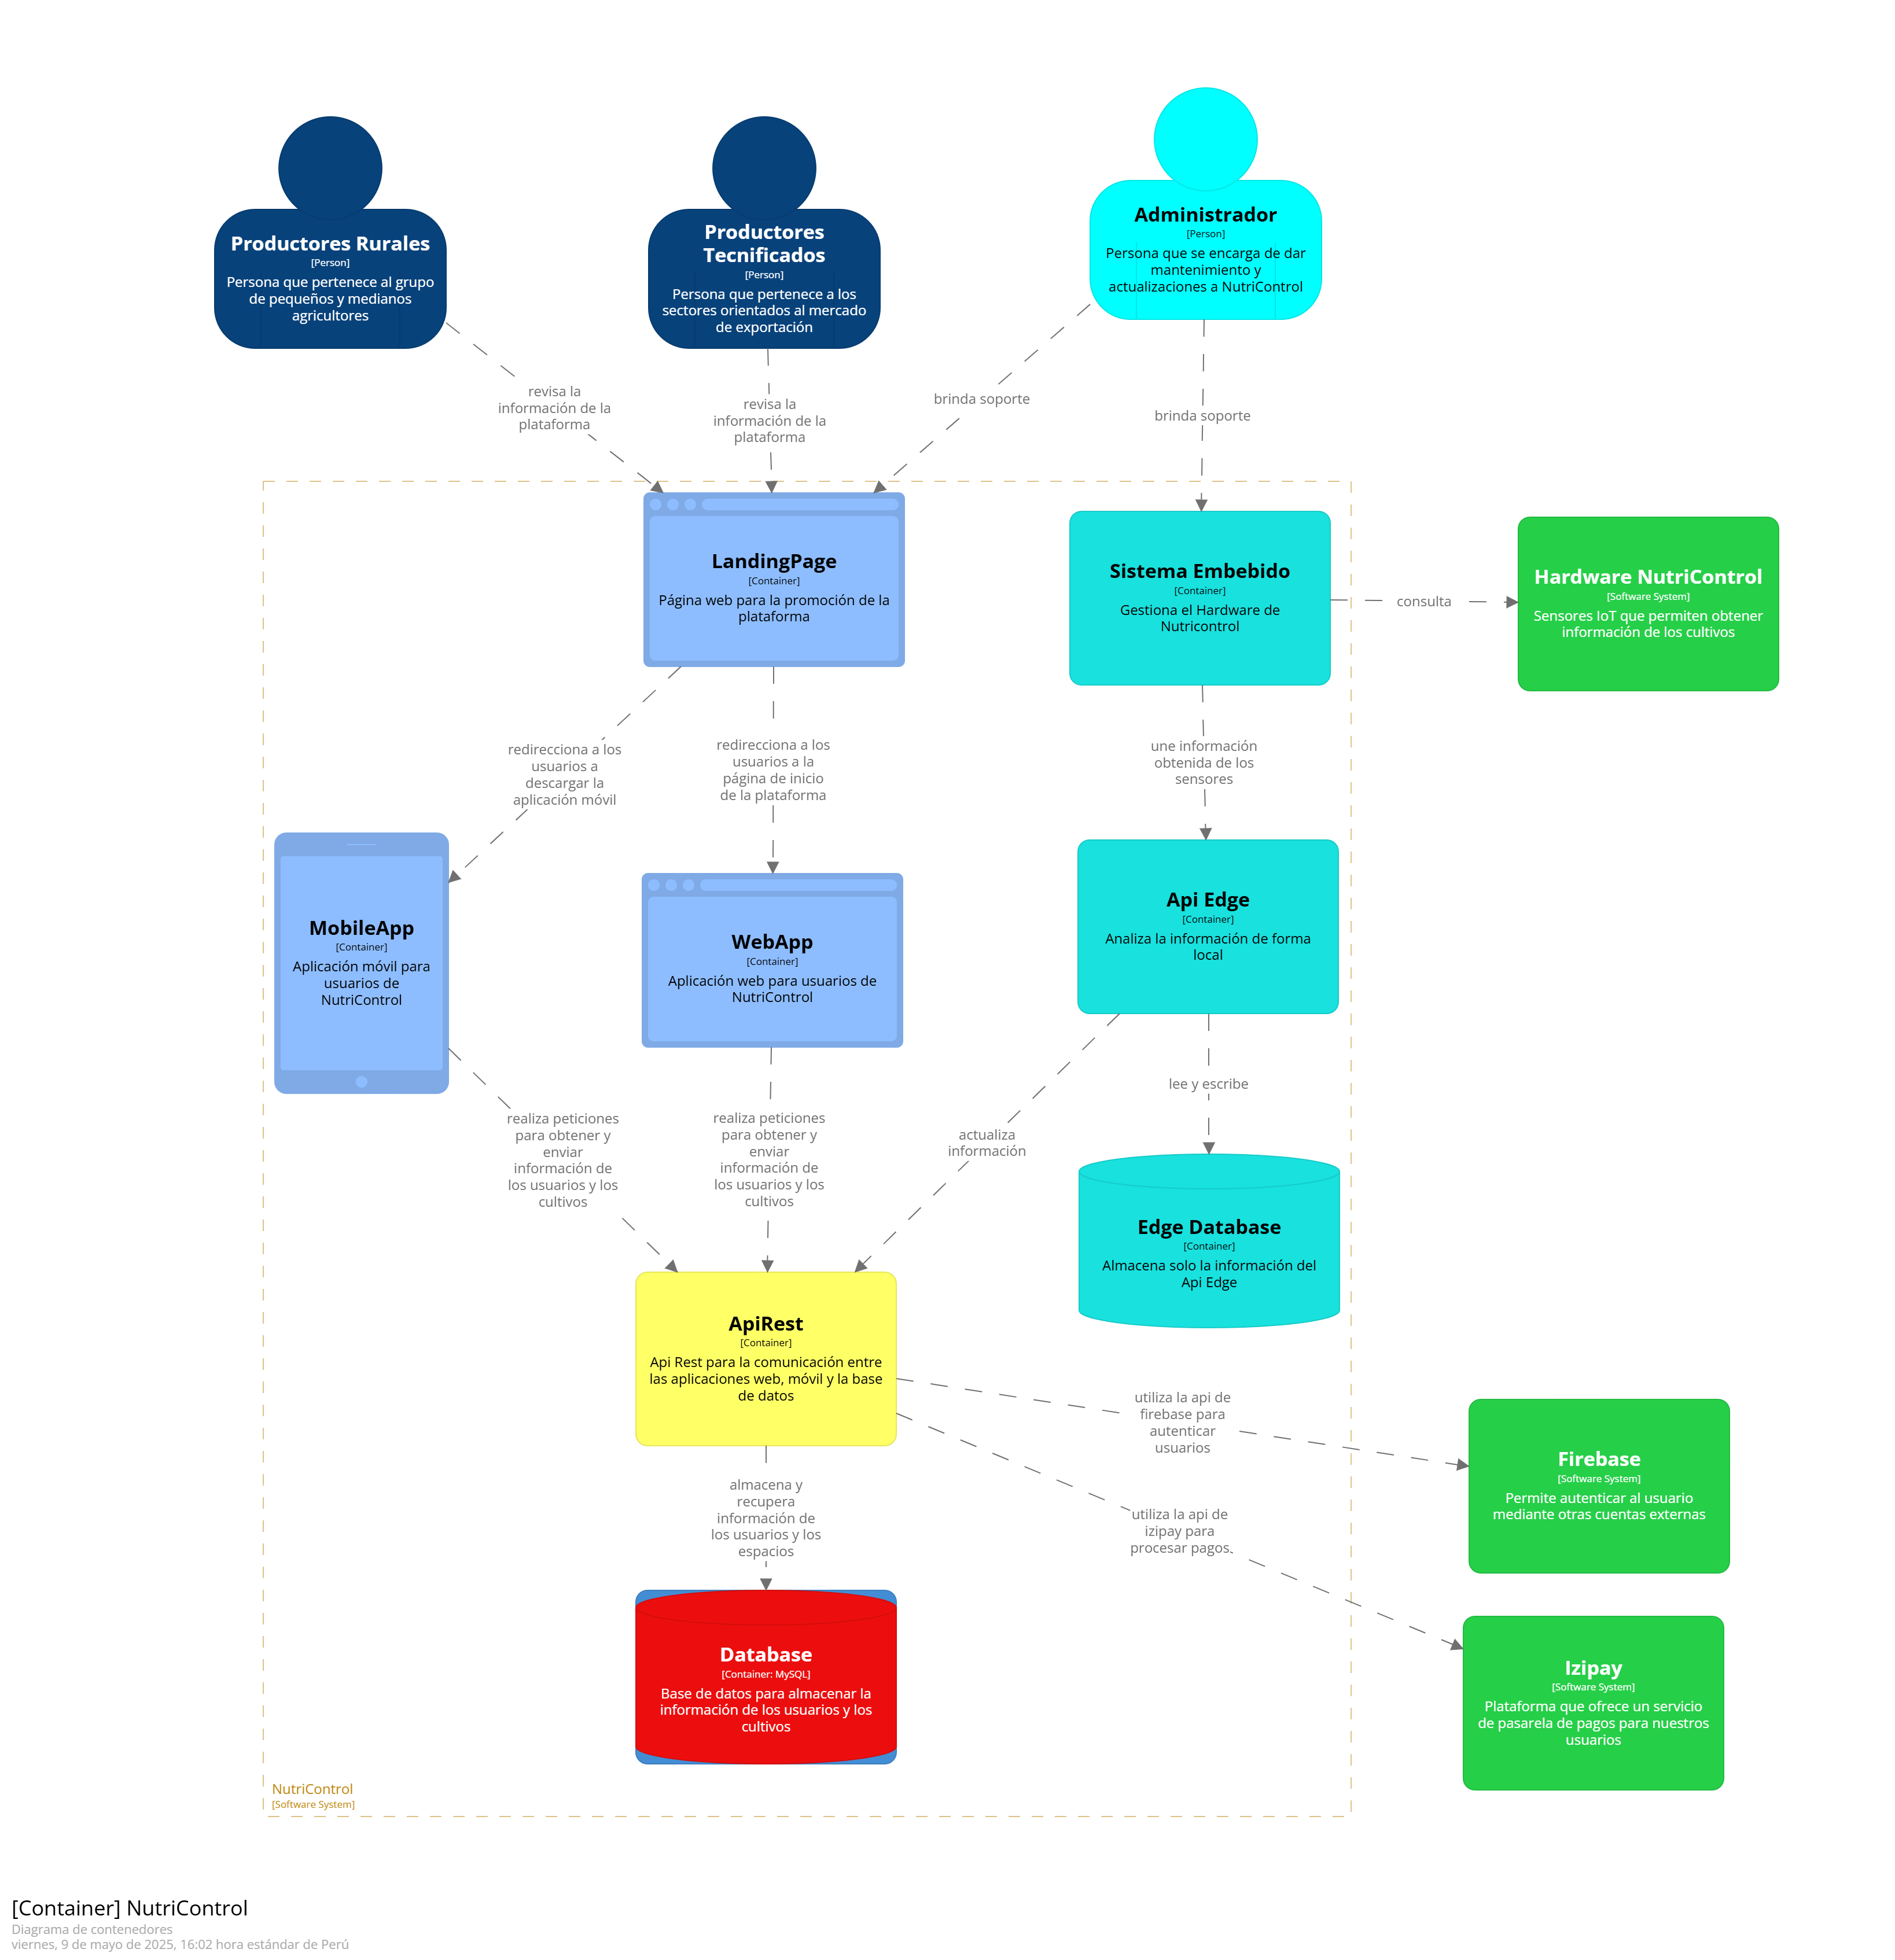 Productores Rurales
[Person]
Persona que pertenece al grupo
de pequeños y medianos
agricultores
Productores
Tecnificados
[Person]
Persona que pertenece a los
sectores orientados al mercado
de exportación
Administrador
[Person]
Persona que se encarga de dar
mantenimiento y
actualizaciones a NutriControl
revisa la
información de la
plataforma
revisa la
información de la
plataforma
brinda soporte
brinda soporte
LandingPage
[Container]
Página web para la promoción de la
plataforma
Sistema Embebido
[Container]
Gestiona el Hardware de
Nutricontrol
consulta
Hardware NutriControl
[Software System]
Sensores IoT que permiten obtener
información de los cultivos
redirecciona a los
usuarios a
descargar la
aplicación móvil
redirecciona a los
usuarios a la
página de inicio
de la plataforma
une información
obtenida de los
sensores
MobileApp
[Container]
Aplicación móvil para
usuarios de
NutriControl
WebApp
[Container]
Aplicación web para usuarios de
NutriControl
Api Edge
[Container]
Analiza la información de forma
local
realiza peticiones
para obtener y
enviar
información de
los usuarios y los
cultivos
realiza peticiones
para obtener y
enviar
información de
los usuarios y los
cultivos
actualiza
información
lee y escribe
Edge Database
[Container]
Almacena solo la información del
Api Edge
ApiRest
[Container]
Api Rest para la comunicación entre
las aplicaciones web, móvil y la base
de datos
utiliza la api de
firebase para
autenticar
usuarios
Firebase
[Software System]
Permite autenticar al usuario
mediante otras cuentas externas
almacena y
recupera
información de
los usuarios y los
espacios
utiliza la api de
izipay para
procesar pagos
Database
[Container: MySQL]
Base de datos para almacenar la
información de los usuarios y los
cultivos
Izipay
[Software System]
Plataforma que ofrece un servicio
de pasarela de pagos para nuestros
usuarios
NutriControl
[Software System]
[Container] NutriControl
Diagrama de contenedores
viernes, 9 de mayo de 2025, 16:02 hora estándar de Perú